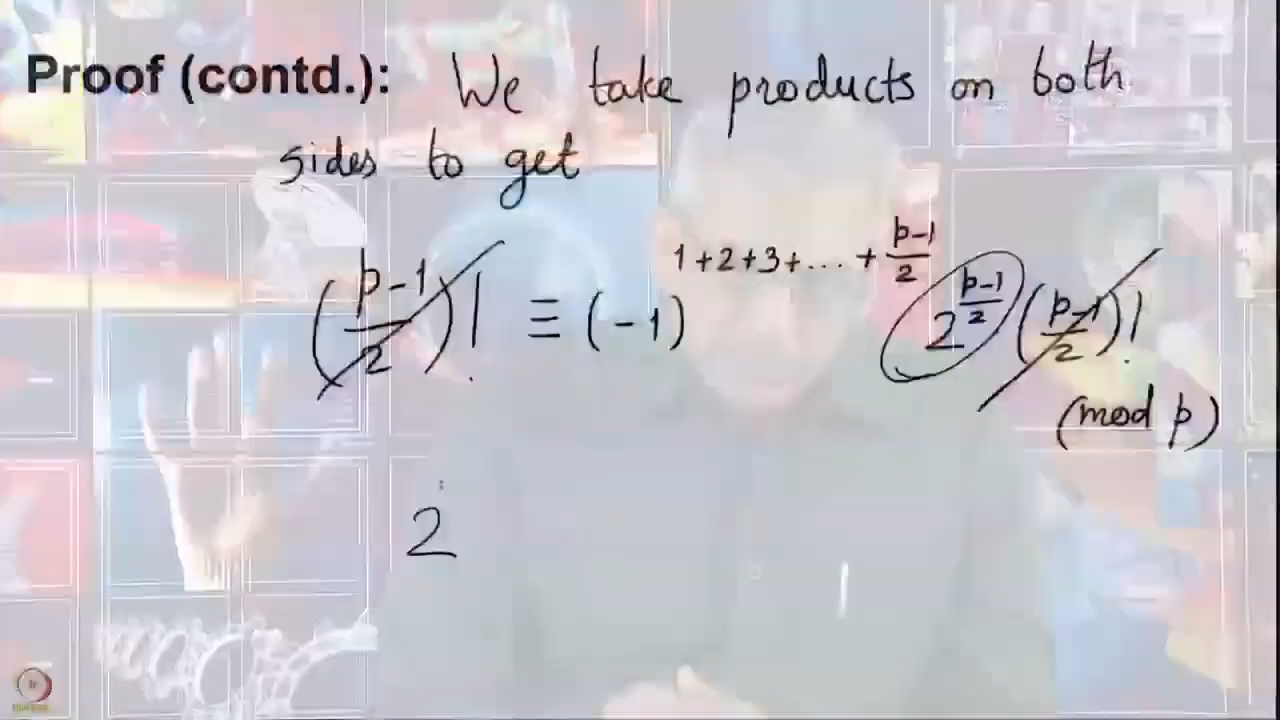 Proof (contd.): We take products on both
sides to get
((p-1)/2)! ≡ (-1)^(1+2+3+...+(p-1)/2) 2^((p-1)/2) ((p-1)/2)!
(mod p)
2